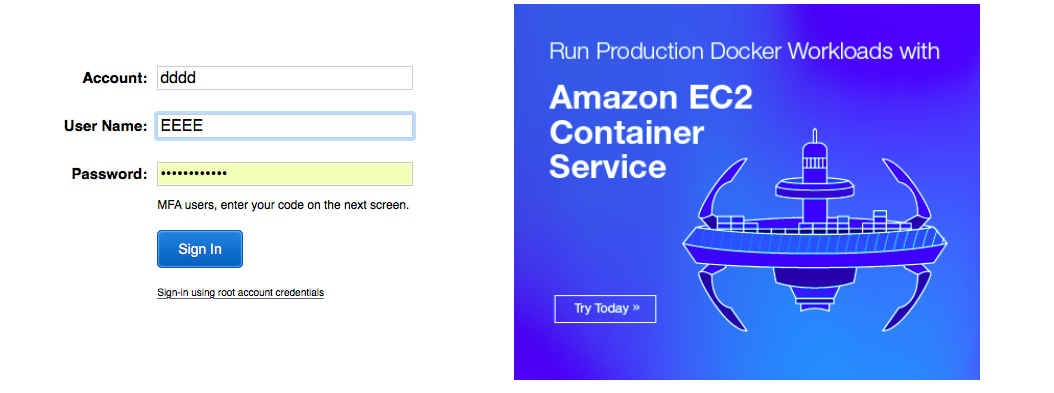 Account: dddd
User Name: EEEE
Password: ••••••••••••
MFA users, enter your code on the next screen.
Sign In
Sign-in using root account credentials
Run Production Docker Workloads with
Amazon EC2
Container
Service
Try Today »